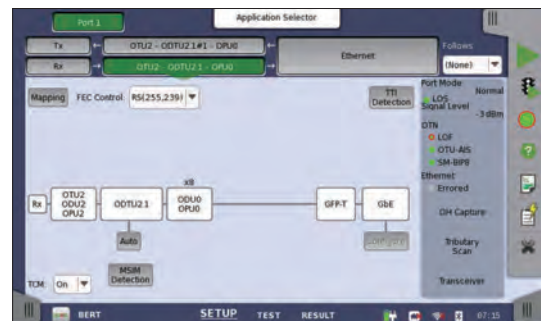 Port 1
Application Selector
Tx
OTU2 - ODTU2.1#1 - OPU0
Ethernet
Follows
Rx
OTU2 - ODTU2.1 - OPU0
(None)
Mapping
FEC Control
RS(255,239)
TTI
Detection
Port Mode
Normal
LOS
Signal Level
-3 dBm
OTN
LOF
OTU-AIS
SM-BIP8
Ethernet
Errored
x8
Rx
OTU2
ODU2
OPU2
ODTU2.1
ODU0
OPU0
GFP-T
GbE
OH Capture
Auto
Configure
Tributary
Scan
MSIM
Detection
TCM
On
Transceiver
BERT
SETUP
TEST
RESULT
07:15